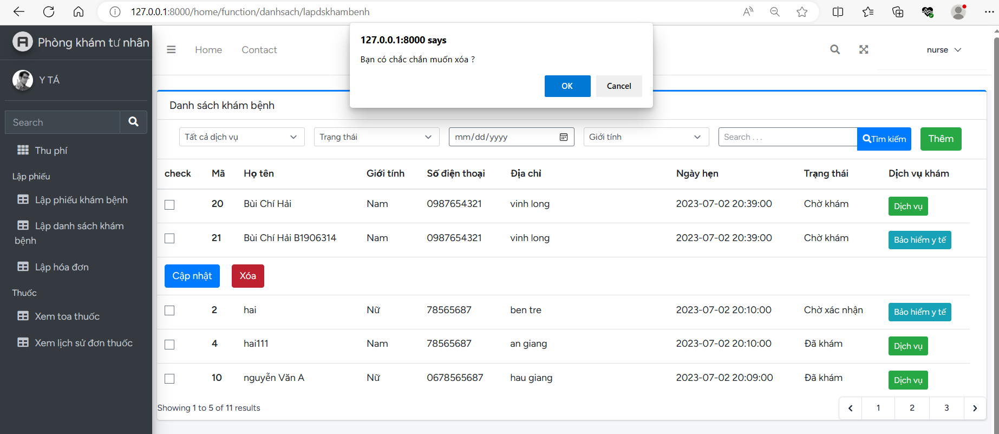 127.0.0.1:8000/home/function/danhsach/lapdskhambenh
127.0.0.1:8000 says
Bạn có chắc chắn muốn xóa ?
OK
Cancel
Phòng khám tư nhân
Y TÁ
Search
Thu phí
Lập phiếu
Lập phiếu khám bệnh
Lập danh sách khám
bệnh
Lập hóa đơn
Thuốc
Xem toa thuốc
Xem lịch sử đơn thuốc
Home Contact
nurse
Danh sách khám bệnh
Tất cả dịch vụ Trạng thái mm/dd/yyyy Giới tính Search . . . Tìm kiếm Thêm
check Mã Họ tên Giới tính Số điện thoại Địa chỉ Ngày hẹn Trạng thái Dịch vụ khám
20 Bùi Chí Hải Nam 0987654321 vinh long 2023-07-02 20:39:00 Chờ khám Dịch vụ
21 Bùi Chí Hải B1906314 Nam 0987654321 vinh long 2023-07-02 20:39:00 Chờ khám Bảo hiểm y tế
Cập nhật Xóa
2 hai Nữ 78565687 ben tre 2023-07-02 20:10:00 Chờ xác nhận Bảo hiểm y tế
4 hai111 Nam 78565687 an giang 2023-07-02 20:10:00 Đã khám Dịch vụ
10 nguyễn Văn A Nữ 0678565687 hau giang 2023-07-02 20:09:00 Đã khám Dịch vụ
Showing 1 to 5 of 11 results
1 2 3